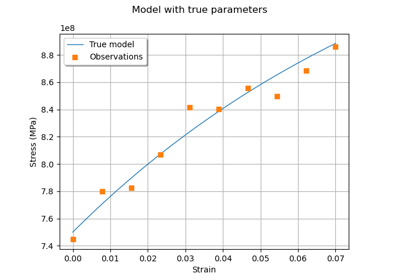 Model with true parameters
1e8
True model
Observations
8.8
8.6
8.4
8.2
8.0
7.8
7.6
7.4
Stress (MPa)
0.00 0.01 0.02 0.03 0.04 0.05 0.06 0.07
Strain